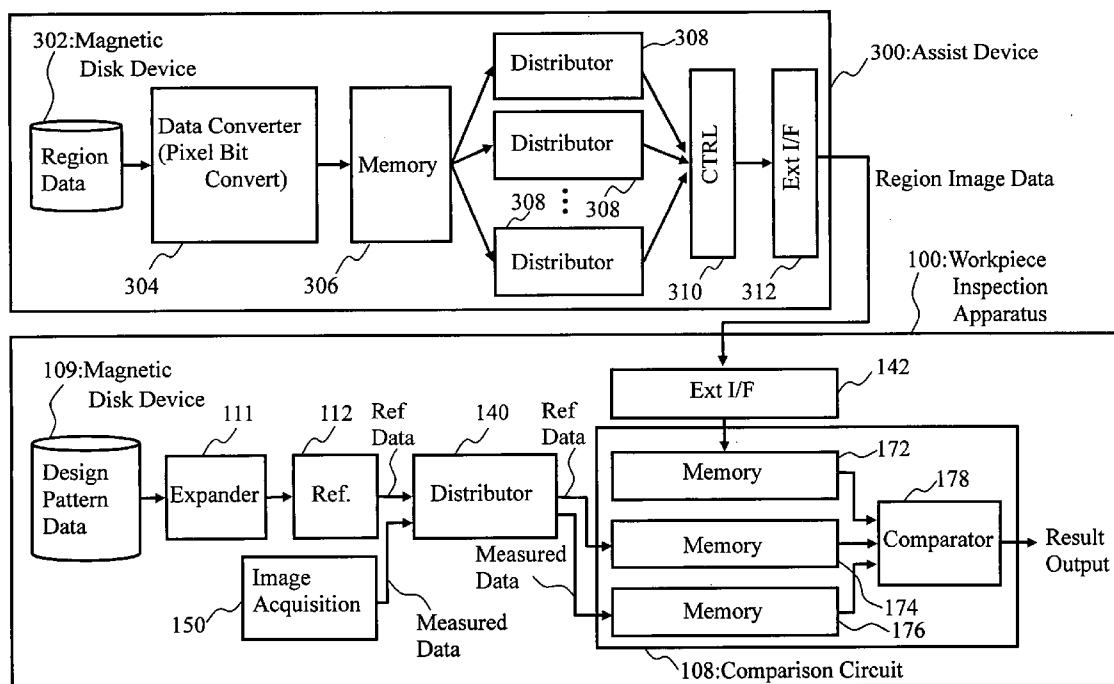 302:Magnetic
Disk Device
Region
Data
304
Data Converter
(Pixel Bit
Convert)
Memory
306
308
Distributor
Distributor
308
308
Distributor
CTRL
310
Ext I/F
312
300:Assist Device
Region Image Data
100:Workpiece
Inspection
Apparatus
109:Magnetic
Disk Device
Design
Pattern
Data
111
Expander
112
Ref.
Ref
Data
140
Distributor
Ref
Data
Image
Acquisition
150
Measured
Data
Measured
Data
Ext I/F
142
Memory
172
Memory
174
Memory
176
178
Comparator
Result
Output
108:Comparison Circuit